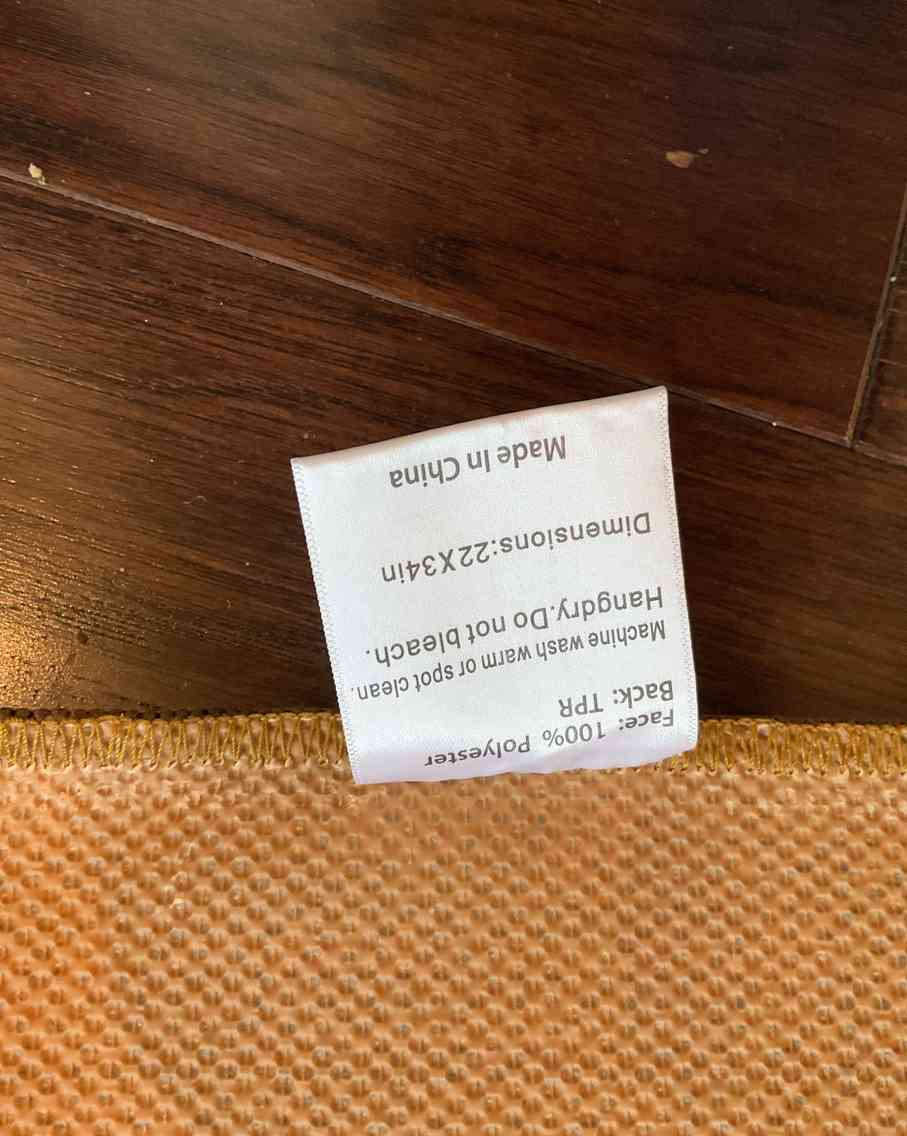 Face: 100% Polyester
Back: TPR
Machine wash warm or spot clean.
Hangdry.Do not bleach.
Dimensions:22X34in
Made In China